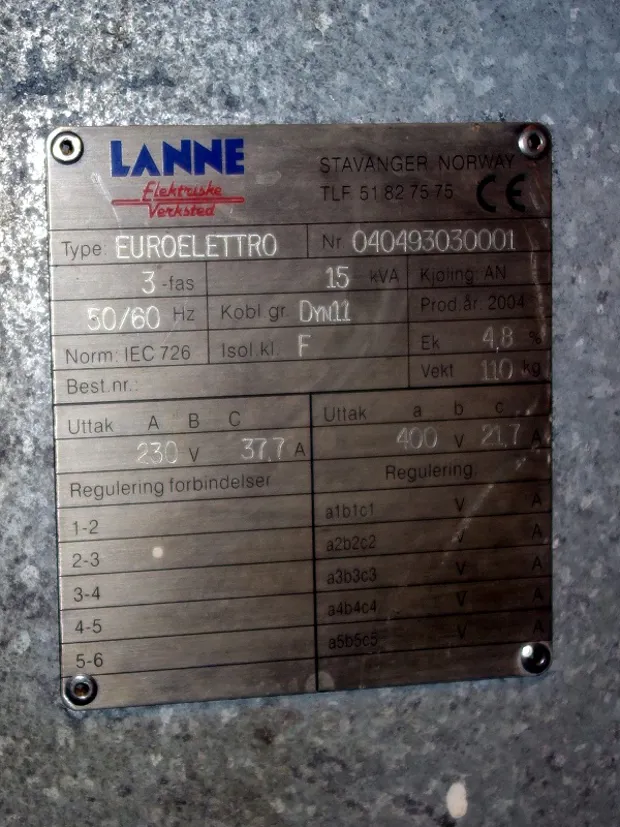 LANNE
Elektriske
Verksted
STAVANGER NORWAY
TLF. 51 82 75 75 CE
Type: EUROELETTRO Nr 040493030001
3 -fas 15 kVA Kjøling: AN
50/60 Hz Kobl.gr. DYN11 Prod.år. 2004
Norm: IEC 726 Isol.kl. F Ek 4,8 %
Best.nr.: Vekt 110 kg
Uttak A B C Uttak a b c
230 V 37,7 A 400 V 21,7 A
Regulering forbindelser Regulering
1-2 a1b1c1 V A
2-3 a2b2c2 V A
3-4 a3b3c3 V A
4-5 a4b4c4 V A
5-6 a5b5c5 V A